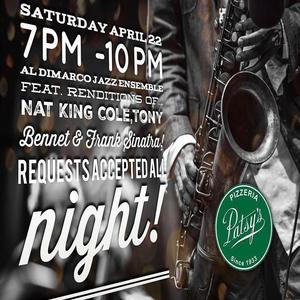 SATURDAY APRIL 22
7PM -10PM
AL DIMARCO JAZZ ENSEMBLE
FEAT. RENDITIONS OF
NAT KING COLE,TONY
Bennet & Frank Sinatra!
REQUESTS ACCEPTED ALL
night!
PIZZERIA
Patsy's
Since 1933